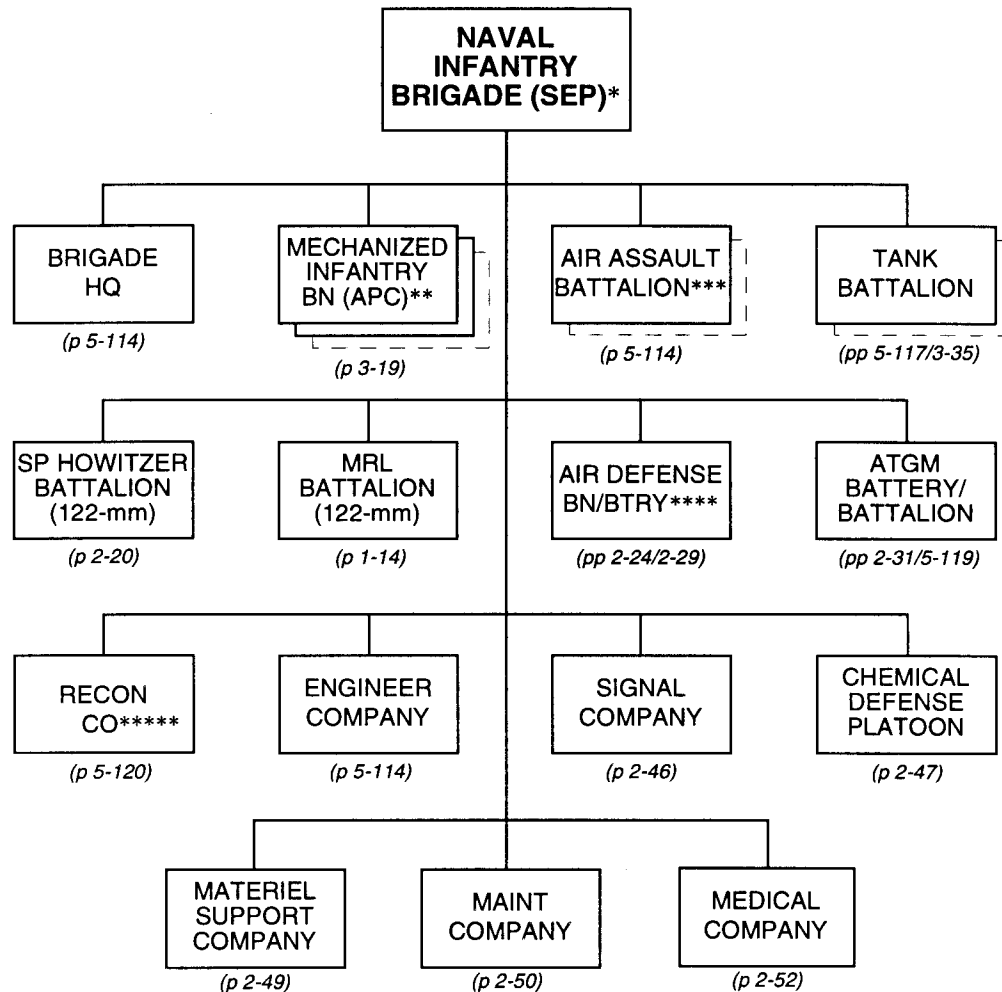 NAVAL
INFANTRY
BRIGADE (SEP)*
BRIGADE
HQ
(p 5-114)
MECHANIZED
INFANTRY
BN (APC)**
(p 3-19)
AIR ASSAULT
BATTALION***
(p 5-114)
TANK
BATTALION
(pp 5-117/3-35)
SP HOWITZER
BATTALION
(122-mm)
(p 2-20)
MRL
BATTALION
(122-mm)
(p 1-14)
AIR DEFENSE
BN/BTRY****
(pp 2-24/2-29)
ATGM
BATTERY/
BATTALION
(pp 2-31/5-119)
RECON
CO*****
(p 5-120)
ENGINEER
COMPANY
(p 5-114)
SIGNAL
COMPANY
(p 2-46)
CHEMICAL
DEFENSE
PLATOON
(p 2-47)
MATERIEL
SUPPORT
COMPANY
(p 2-49)
MAINT
COMPANY
(p 2-50)
MEDICAL
COMPANY
(p 2-52)